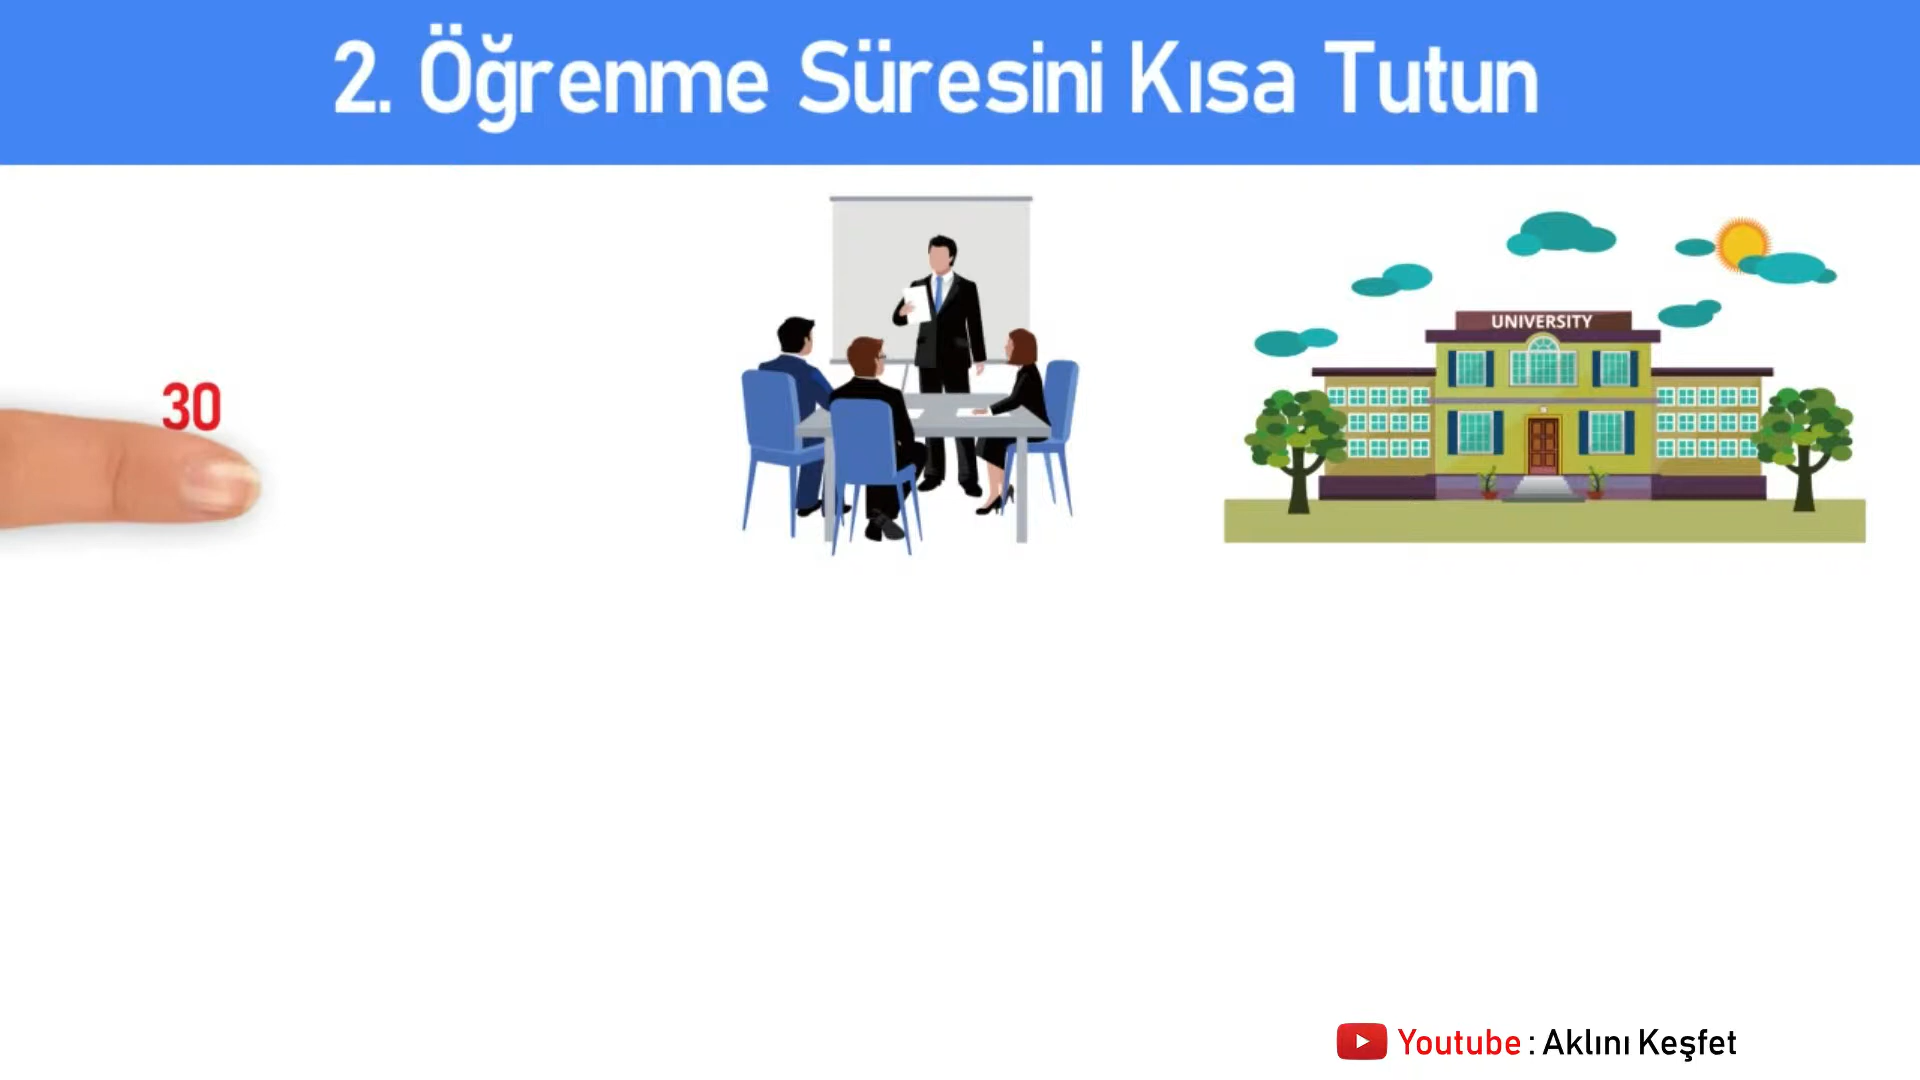 2. Öğrenme Süresini Kısa Tutun
UNIVERSITY
30
Youtube : Aklını Keşfet